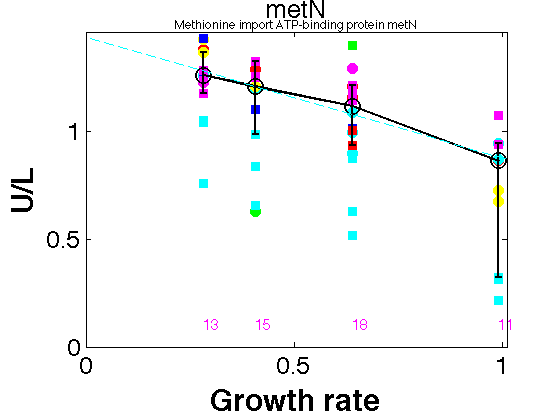 metN
Methionine import ATP-binding protein metN
U/L
1
0.5
0
13 15 18 11
0 0.5 1
Growth rate